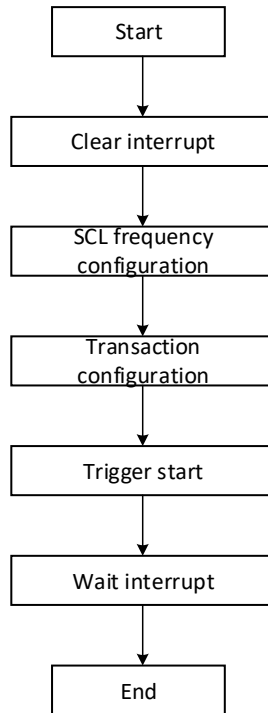 Start
Clear interrupt
SCL frequency
configuration
Transaction
configuration
Trigger start
Wait interrupt
End